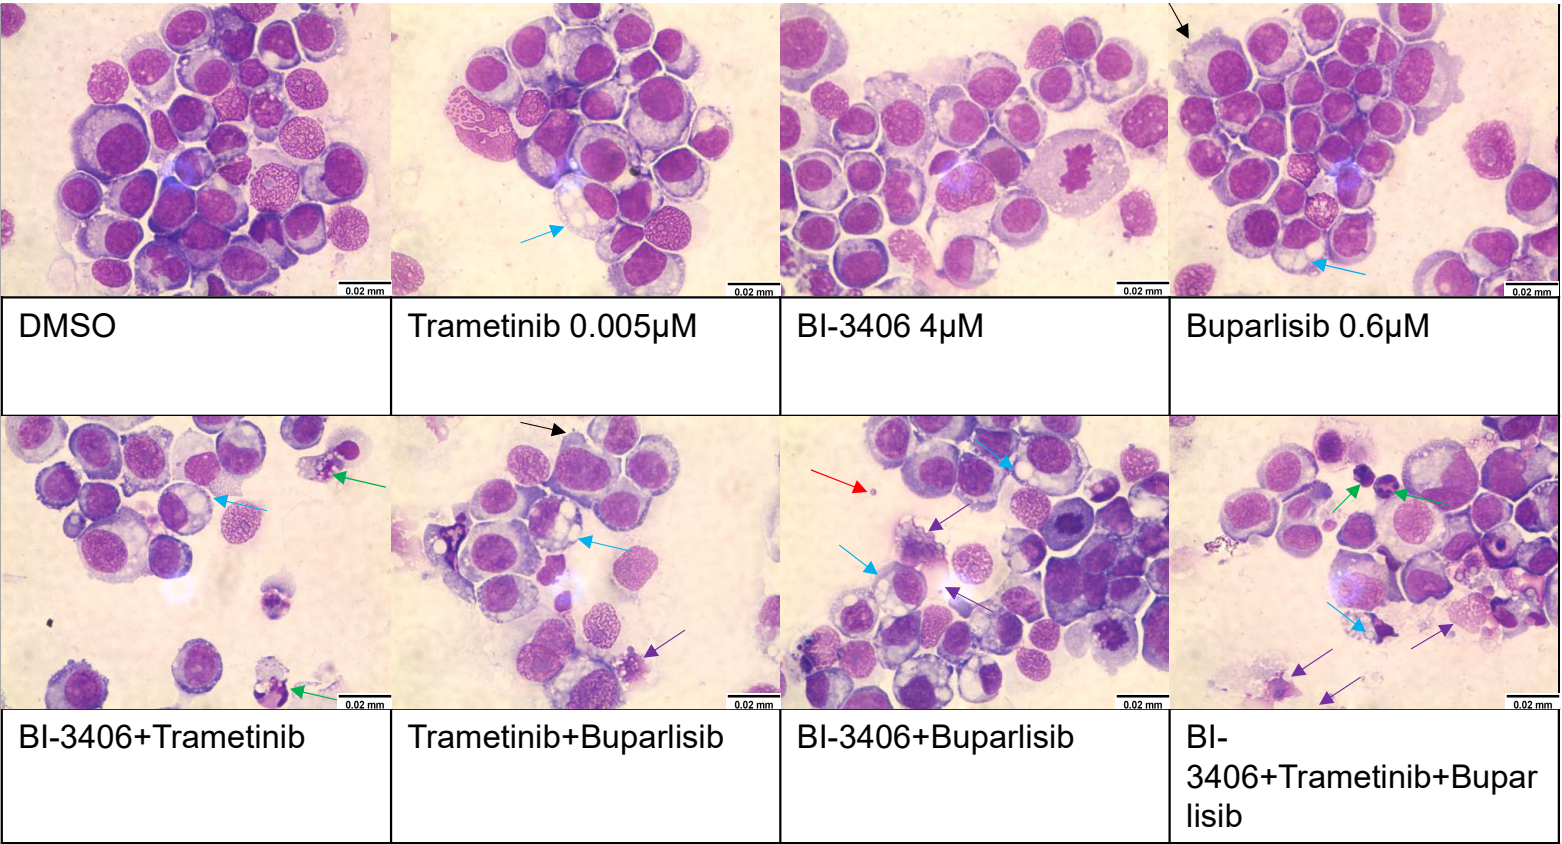 0.02 mm
0.02 mm
0.02 mm
0.02 mm
DMSO
Trametinib 0.005µM
BI-3406 4µM
Buparlisib 0.6µM
0.02 mm
0.02 mm
0.02 mm
0.02 mm
BI-3406+Trametinib
Trametinib+Buparlisib
BI-3406+Buparlisib
BI-
3406+Trametinib+Bupar
lisib